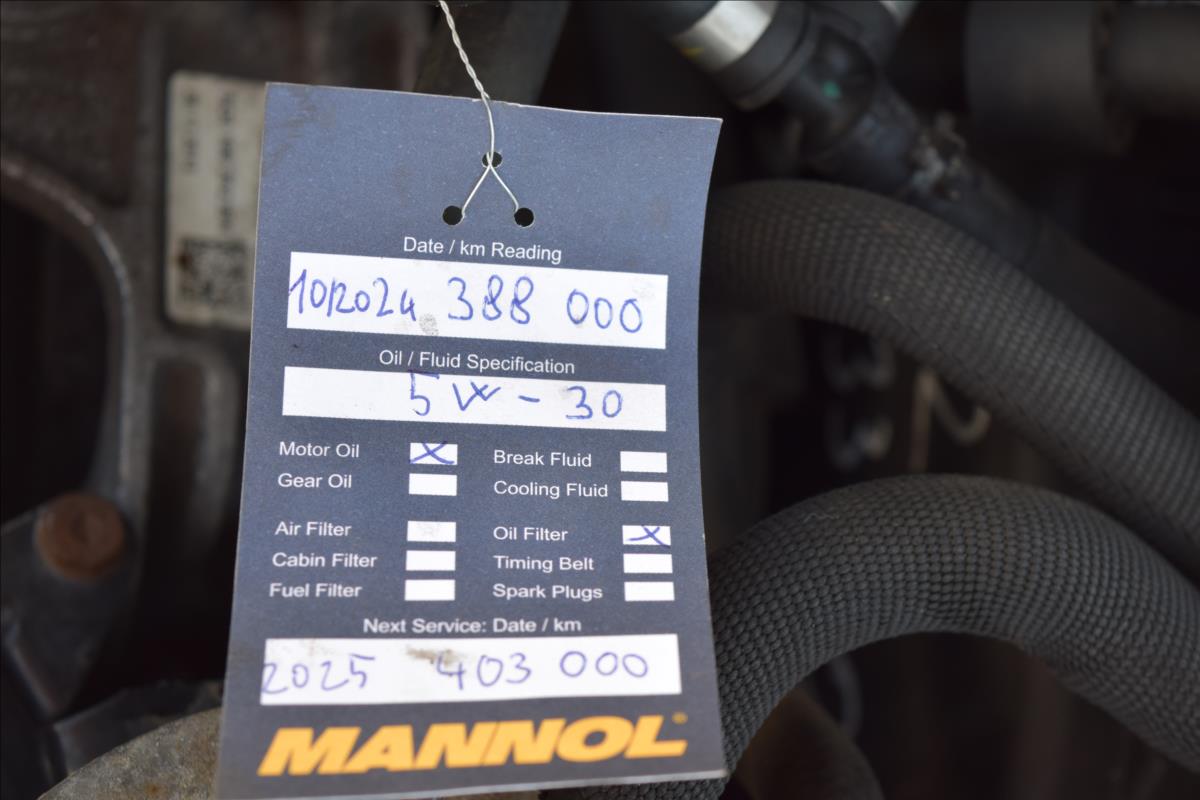 Date / km Reading
10/2024 388 000
Oil / Fluid Specification
5W - 30
Motor Oil X Break Fluid
Gear Oil Cooling Fluid
Air Filter Oil Filter X
Cabin Filter Timing Belt
Fuel Filter Spark Plugs
Next Service: Date / km
2025 403 000
MANNOL